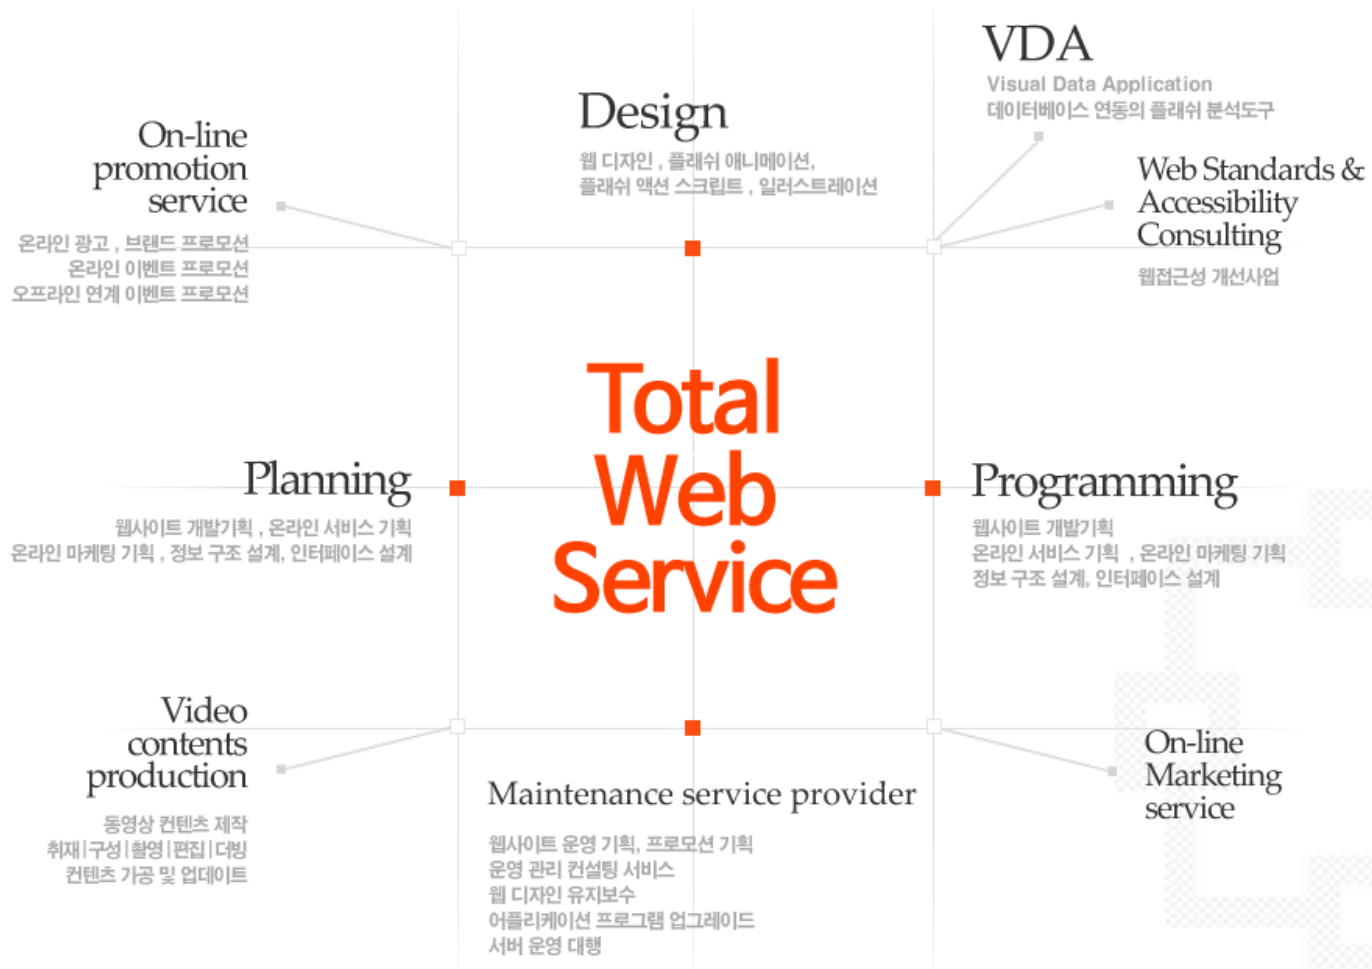 VDA
Visual Data Application
데이터베이스 연동의 플래쉬 분석도구
Design
웹 디자인 , 플래쉬 애니메이션,
플래쉬 액션 스크립트 , 일러스트레이션
On-line
promotion
service
온라인 광고 , 브랜드 프로모션
온라인 이벤트 프로모션
오프라인 연계 이벤트 프로모션
Web Standards &
Accessibility
Consulting
웹접근성 개선사업
Total
Web
Service
Planning
웹사이트 개발기획 , 온라인 서비스 기획
온라인 마케팅 기획 , 정보 구조 설계, 인터페이스 설계
Programming
웹사이트 개발기획
온라인 서비스 기획 , 온라인 마케팅 기획
정보 구조 설계, 인터페이스 설계
Video
contents
production
동영상 컨텐츠 제작
취재|구성|촬영|편집|더빙
컨텐츠 가공 및 업데이트
Maintenance service provider
웹사이트 운영 기획, 프로모션 기획
운영 관리 컨설팅 서비스
웹 디자인 유지보수
어플리케이션 프로그램 업그레이드
서버 운영 대행
On-line
Marketing
service